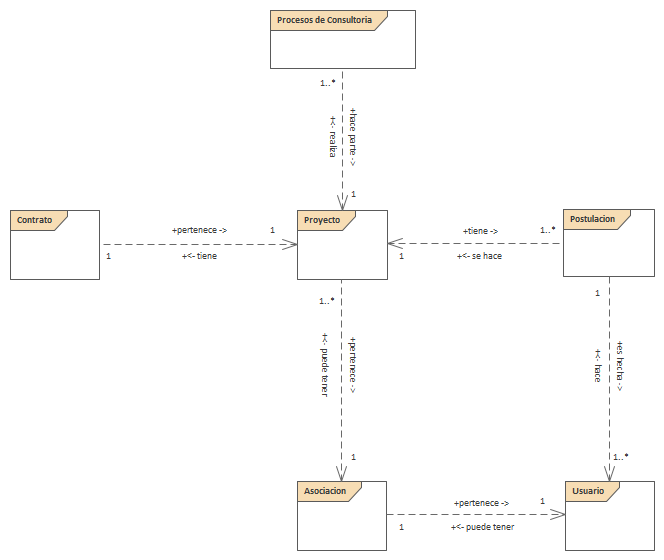 Procesos de Consultoria
1..*
+hace parte ->
+<- realiza
1
Contrato
Proyecto
Postulacion
+pertenece ->
1
1
+<- tiene
+tiene ->
1..*
1
+<- se hace
1..*
+pertenece ->
+<- puede tener
1
1
+es hecha ->
+<- hace
1..*
Asociacion
Usuario
+pertenece ->
1
1
+<- puede tener